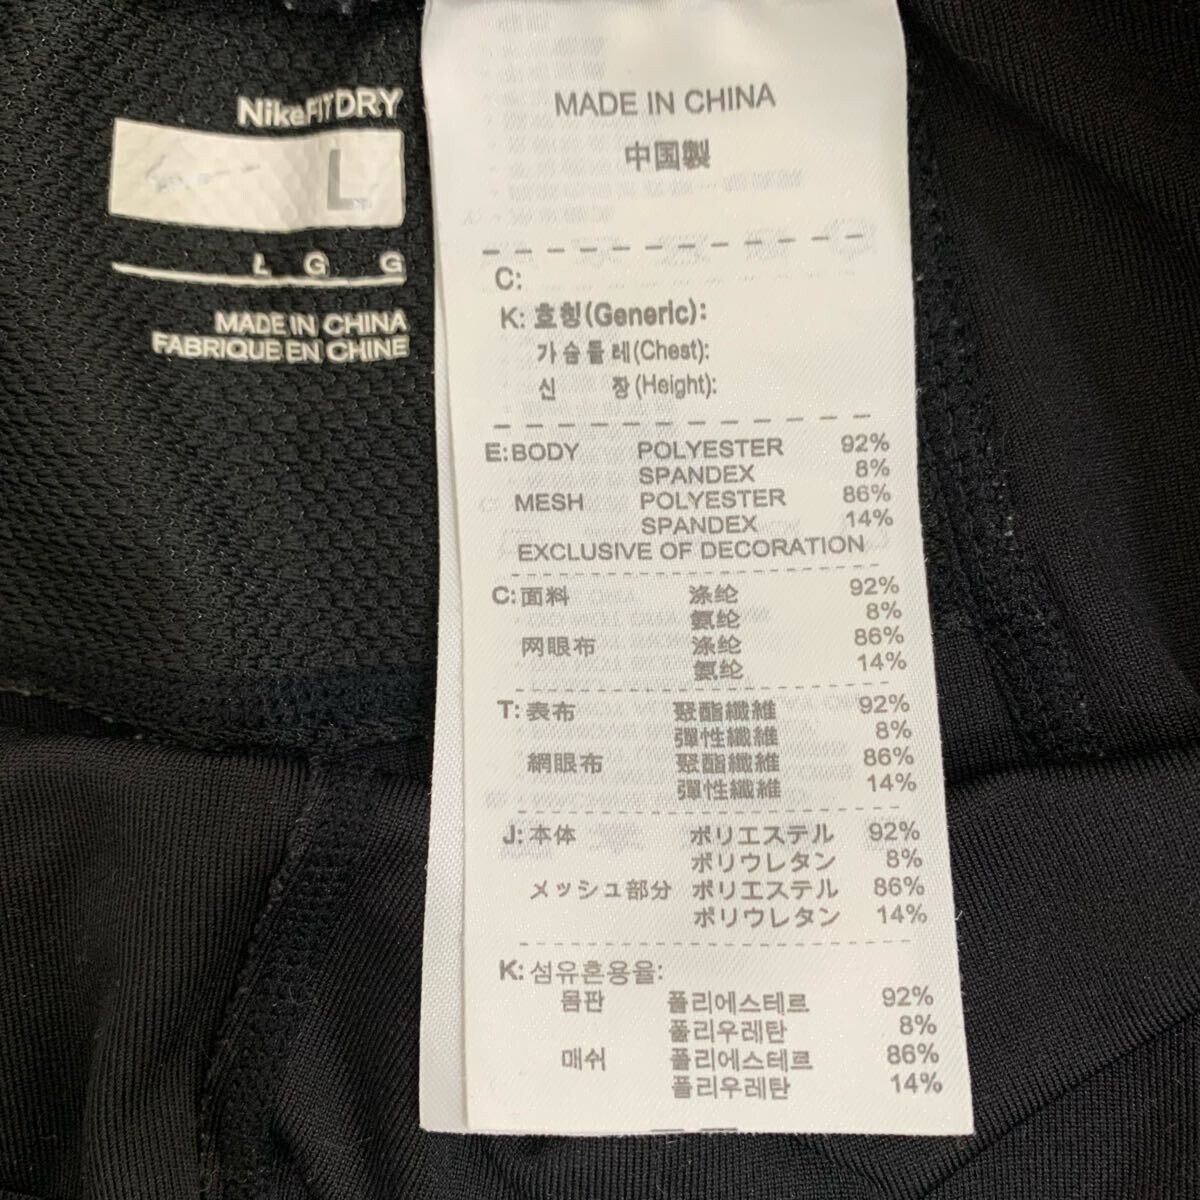 NikeFITDRY
L
L G G
MADE IN CHINA
FABRIQUE EN CHINE
MADE IN CHINA
中国製
C:
K: 호칭(Generic):
가슴둘레(Chest):
신 장(Height):
E: BODY POLYESTER 92%
SPANDEX 8%
MESH POLYESTER 86%
SPANDEX 14%
EXCLUSIVE OF DECORATION
C: 面料 涤纶 92%
氨纶 8%
网眼布 涤纶 86%
氨纶 14%
T: 表布 聚酯纖維 92%
彈性纖維 8%
網眼布 聚酯纖維 86%
彈性纖維 14%
J: 本体 ポリエステル 92%
ポリウレタン 8%
メッシュ部分 ポリエステル 86%
ポリウレタン 14%
K: 섬유혼용율:
몸판 폴리에스테르 92%
폴리우레탄 8%
매쉬 폴리에스테르 86%
폴리우레탄 14%